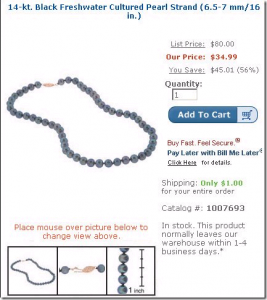 14-kt. Black Freshwater Cultured Pearl Strand (6.5-7 mm/16
in.)
List Price: $80.00
Our Price: $34.99
You Save: $45.01 (56%)
Quantity:
1
Add To Cart
Buy Fast. Feel Secure.®
Pay Later with Bill Me Later
Click Here for details.
Shipping: Only $1.00
for your entire order
Catalog #: 1007693
In stock. This product
normally leaves our
warehouse within 1-4
business days.*
Please mouse over picture below to
change view above.
1 inch